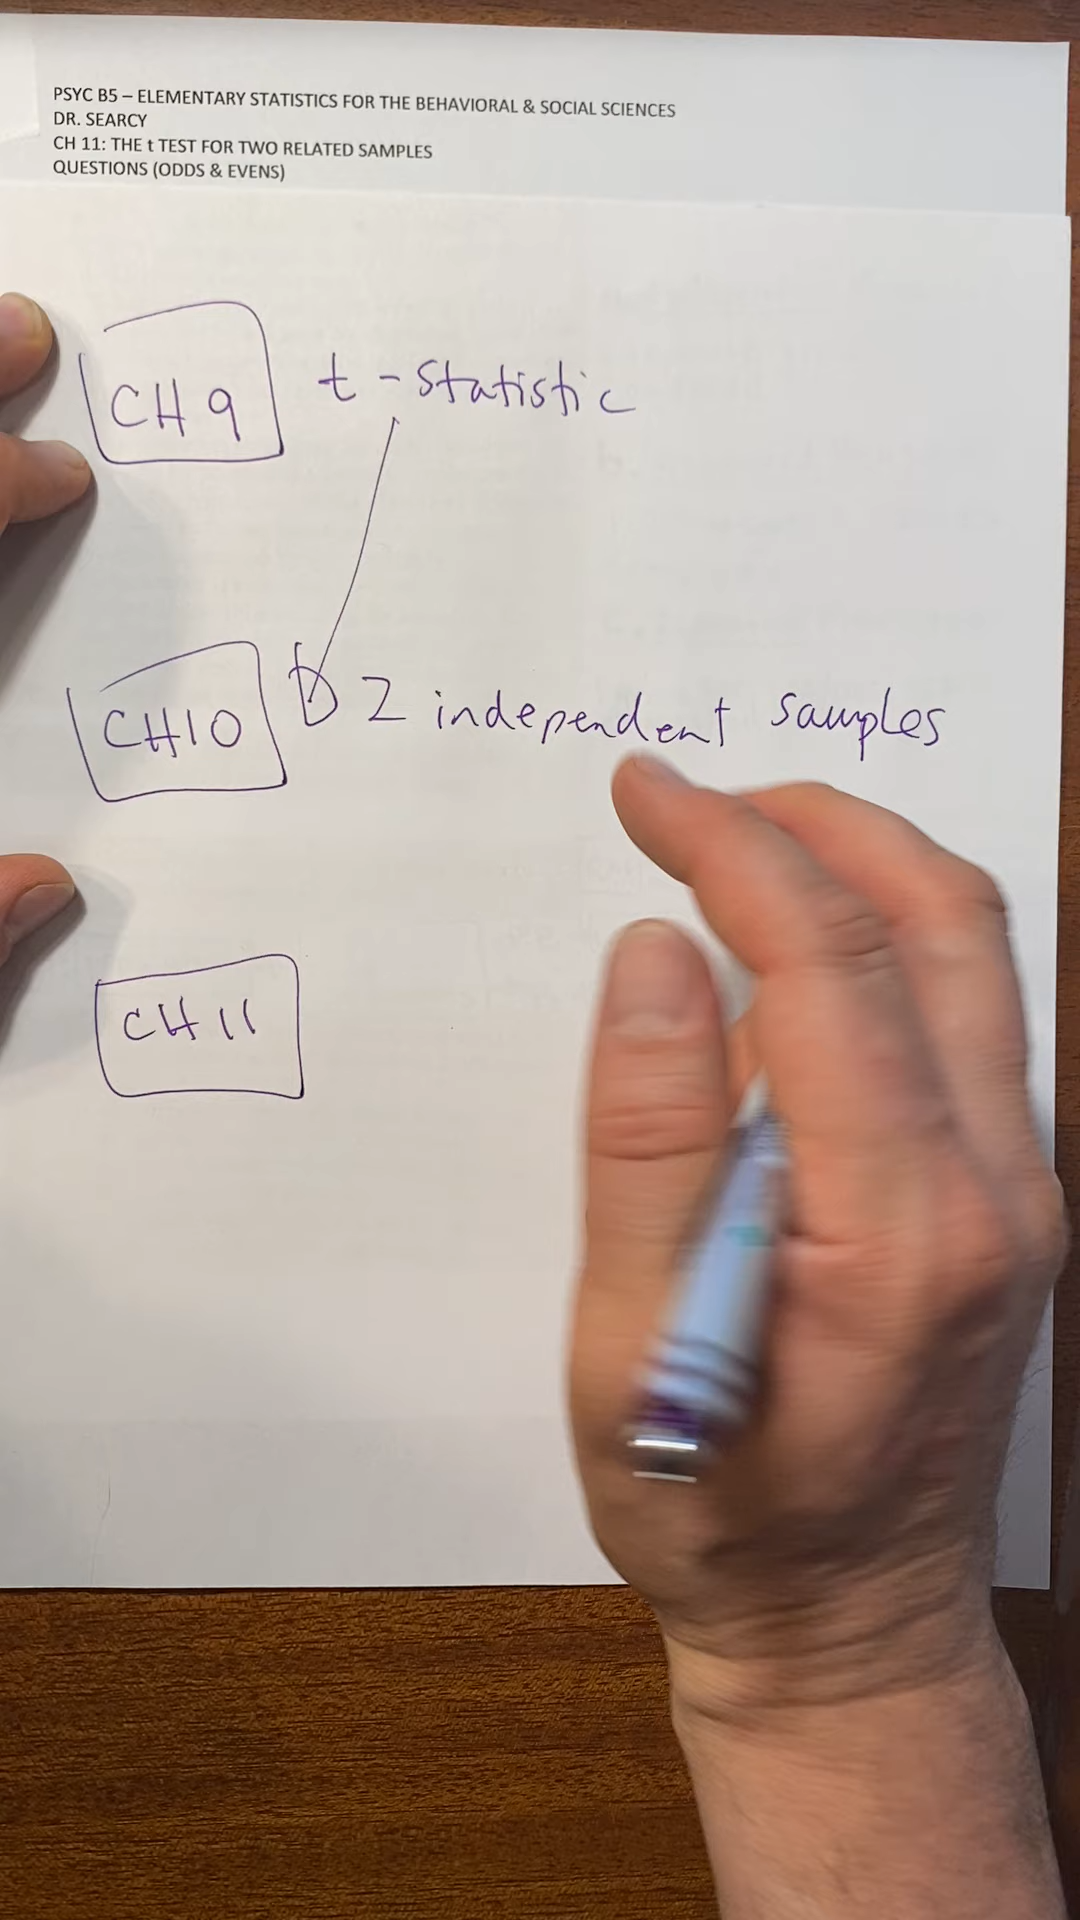 PSYC B5 – ELEMENTARY STATISTICS FOR THE BEHAVIORAL & SOCIAL SCIENCES
DR. SEARCY
CH 11: THE t TEST FOR TWO RELATED SAMPLES
QUESTIONS (ODDS & EVENS)
CH 9 t - statistic
CH10 2 independent samples
CH 11